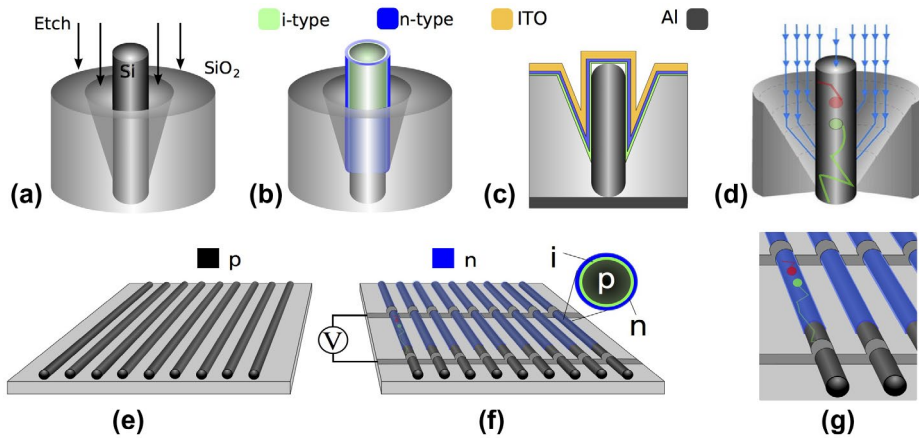 i-type
n-type
ITO
Al
Etch
Si
SiO₂
(a)
(b)
(c)
(d)
p
n
i
p
n
V
(e)
(f)
(g)